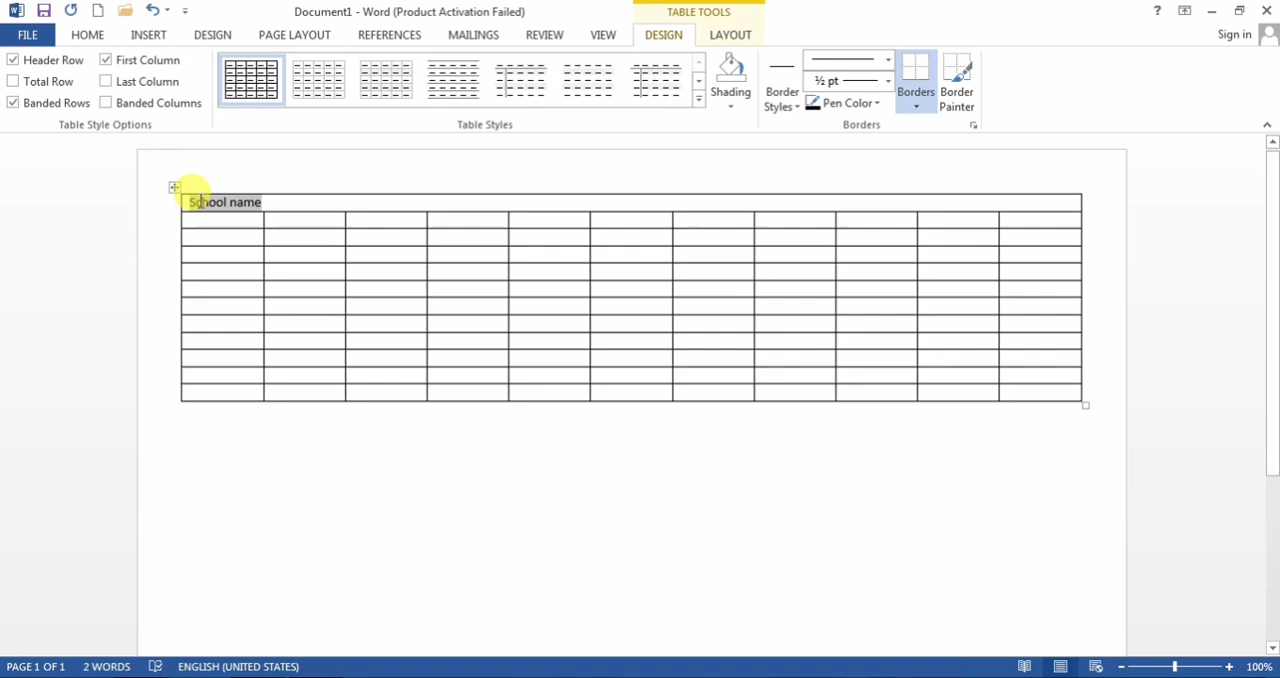 Document1 - Word (Product Activation Failed)
TABLE TOOLS
?
Sign in
FILE
HOME
INSERT
DESIGN
PAGE LAYOUT
REFERENCES
MAILINGS
REVIEW
VIEW
DESIGN
LAYOUT
Header Row
First Column
Total Row
Last Column
Banded Rows
Banded Columns
Table Style Options
Table Styles
Shading
Border Styles
½ pt
Pen Color
Borders
Border Painter
Borders
School name
PAGE 1 OF 1
2 WORDS
ENGLISH (UNITED STATES)
100%